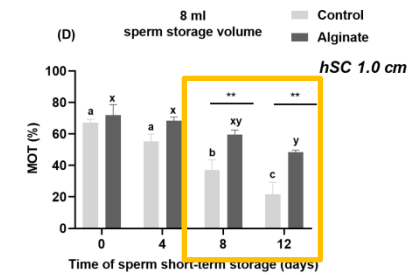 (D)
8 ml
sperm storage volume
Control
Alginate
hSC 1.0 cm
MOT (%)
100
80
60
40
20
0
a
x
a
x
**
b
xy
**
c
y
0
4
8
12
Time of sperm short-term storage (days)